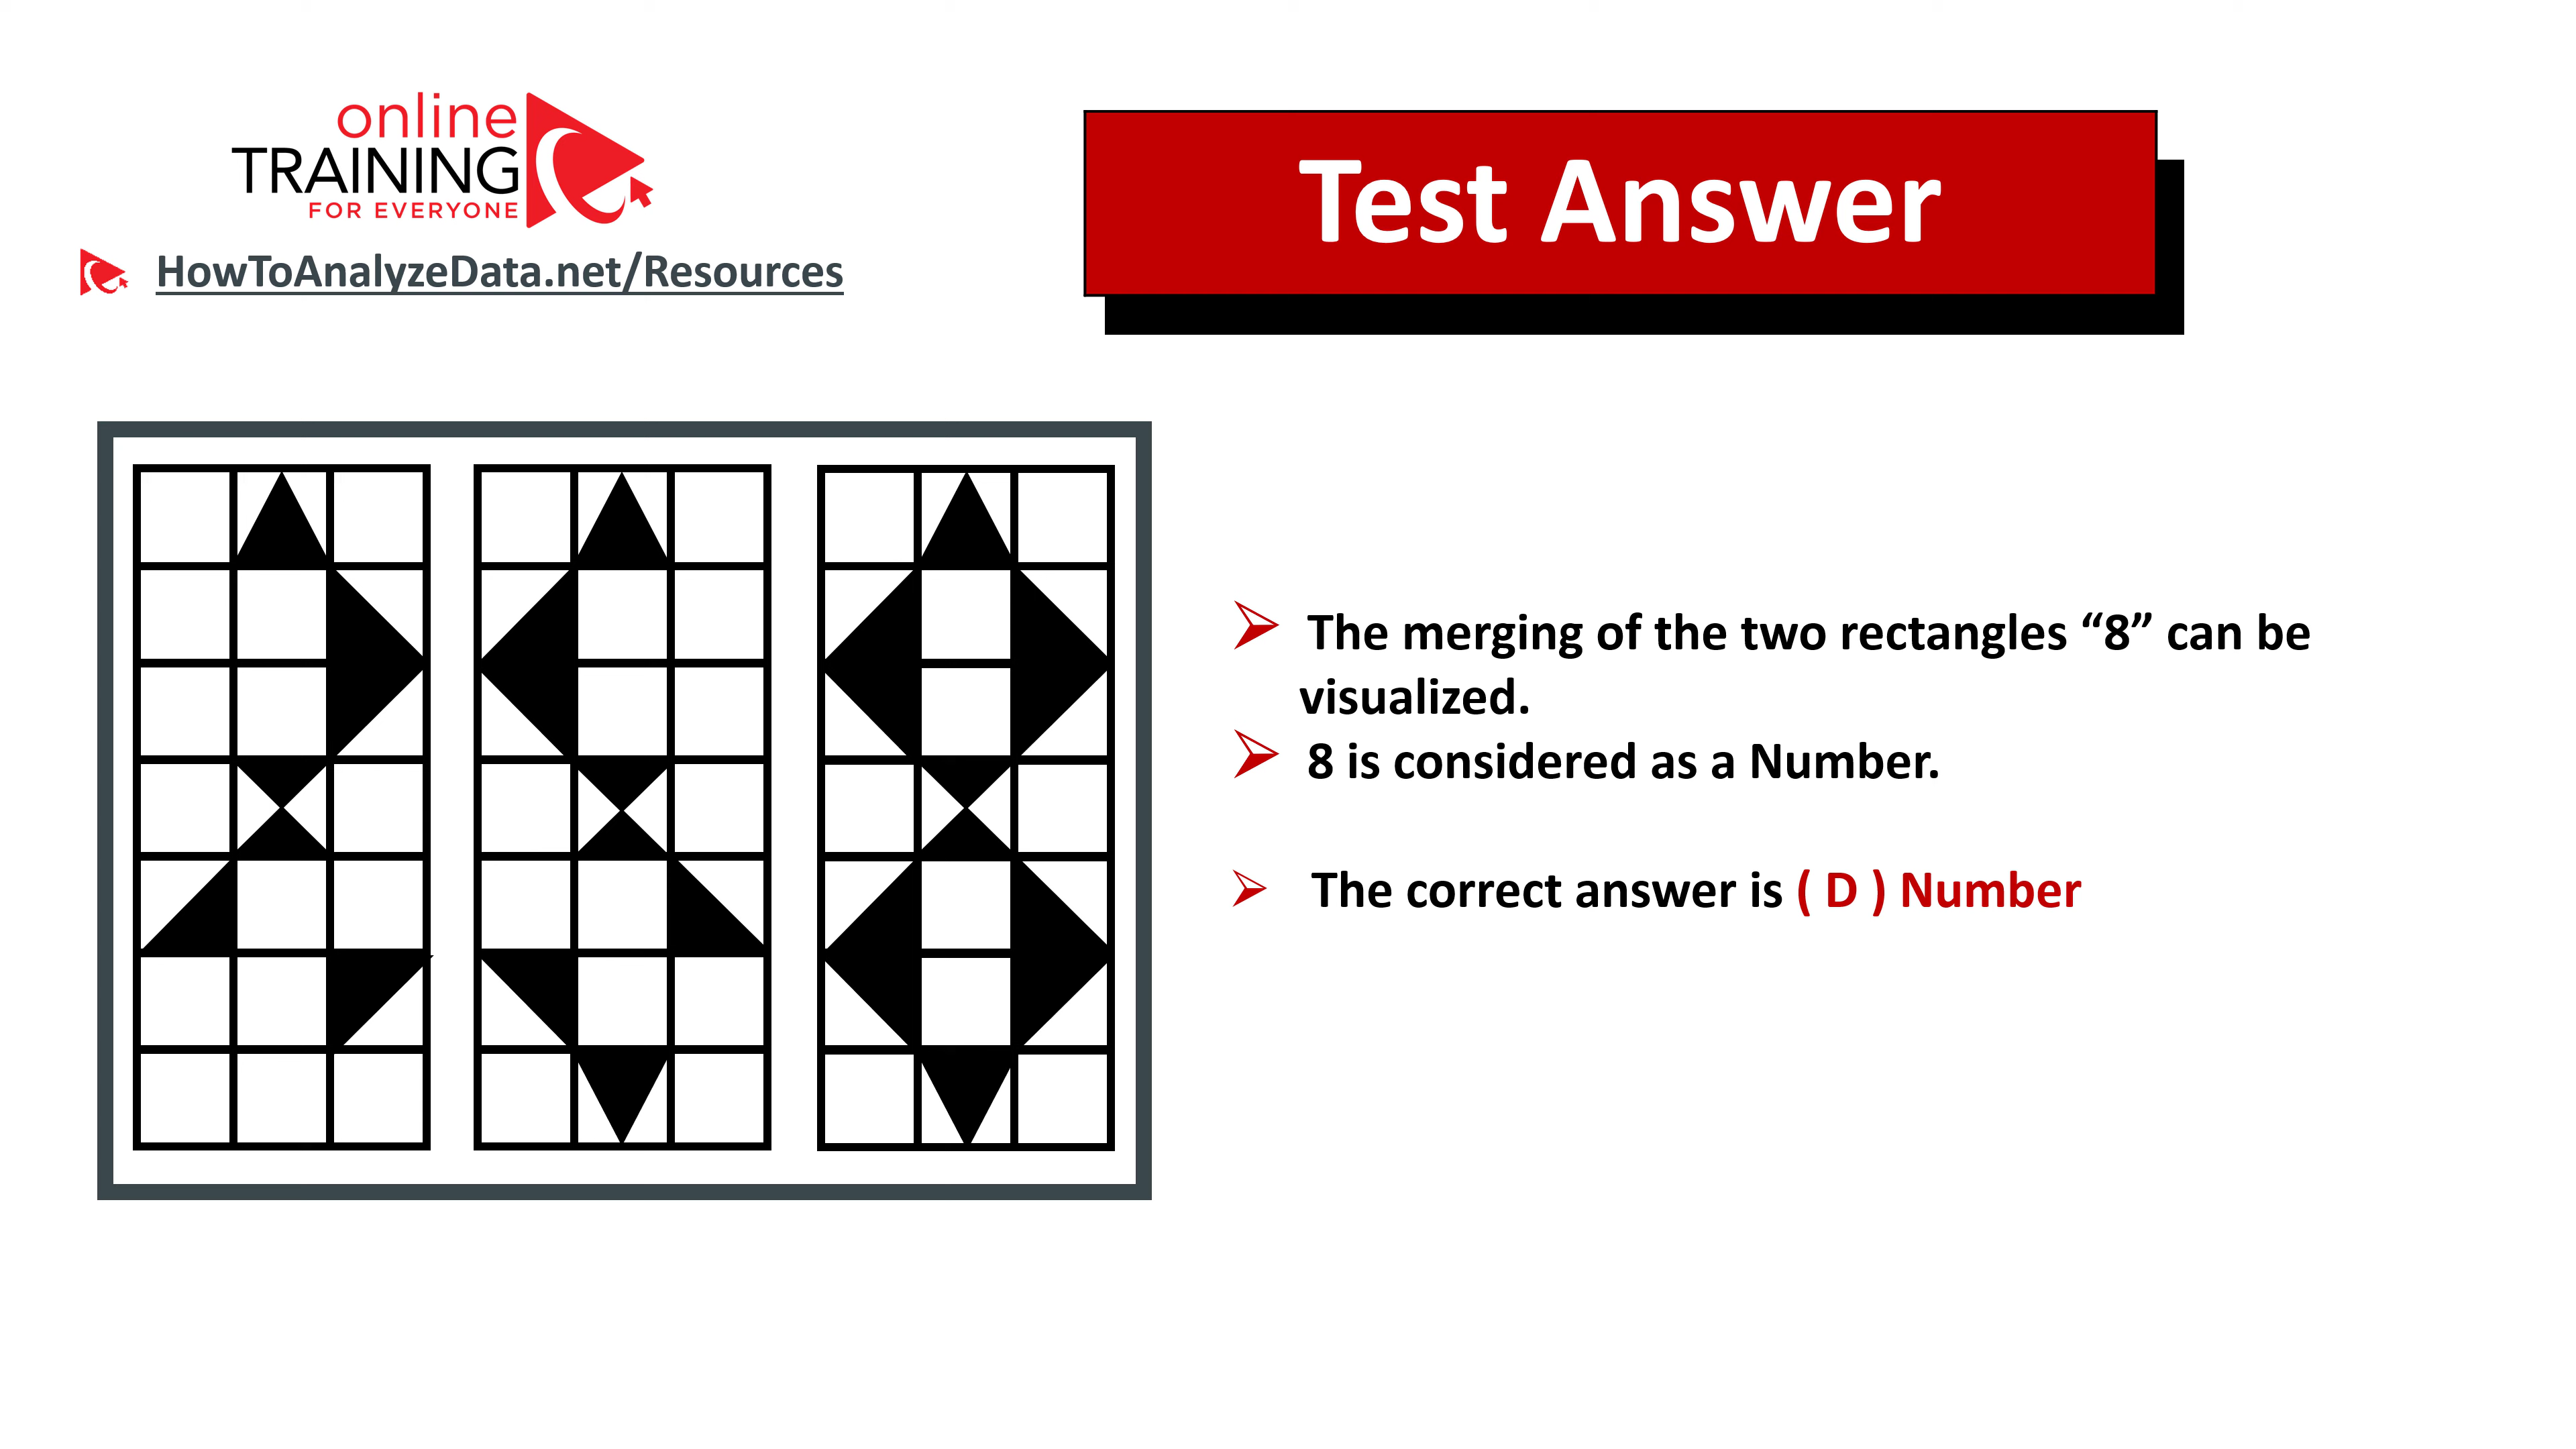 online
TRAINING
FOR EVERYONE
HowToAnalyzeData.net/Resources
Test Answer
The merging of the two rectangles “8” can be
visualized.
8 is considered as a Number.
The correct answer is ( D ) Number